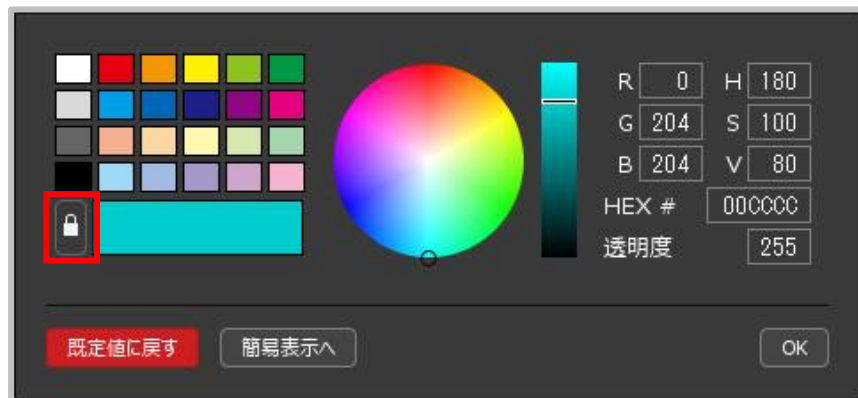 R 0 H 180
G 204 S 100
B 204 V 80
HEX # 00CCCC
透明度 255
既定値に戻す 簡易表示へ OK